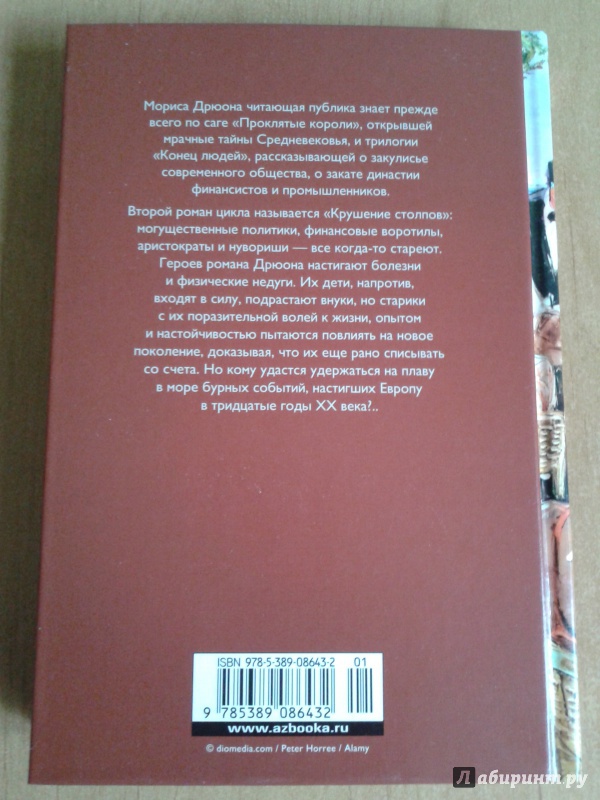 Мориса Дрюона читающая публика знает прежде
всего по саге «Проклятые короли», открывшей
мрачные тайны Средневековья, и трилогии
«Конец людей», рассказывающей о закулисье
современного общества, о закате династии
финансистов и промышленников.
Второй роман цикла называется «Крушение столпов»:
могущественные политики, финансовые воротилы,
аристократы и нувориши — все когда-то стареют.
Героев романа Дрюона настигают болезни
и физические недуги. Их дети, напротив,
входят в силу, подрастают внуки, но старики
с их поразительной волей к жизни, опытом
и настойчивостью пытаются повлиять на новое
поколение, доказывая, что их еще рано списывать
со счета. Но кому удастся удержаться на плаву
в море бурных событий, настигших Европу
в тридцатые годы XX века?..
ISBN 978-5-389-08643-2
01
9 785389 086432
www.azbooka.ru
© diomedia.com / Peter Horree / Alamy
Лабиринт.ру